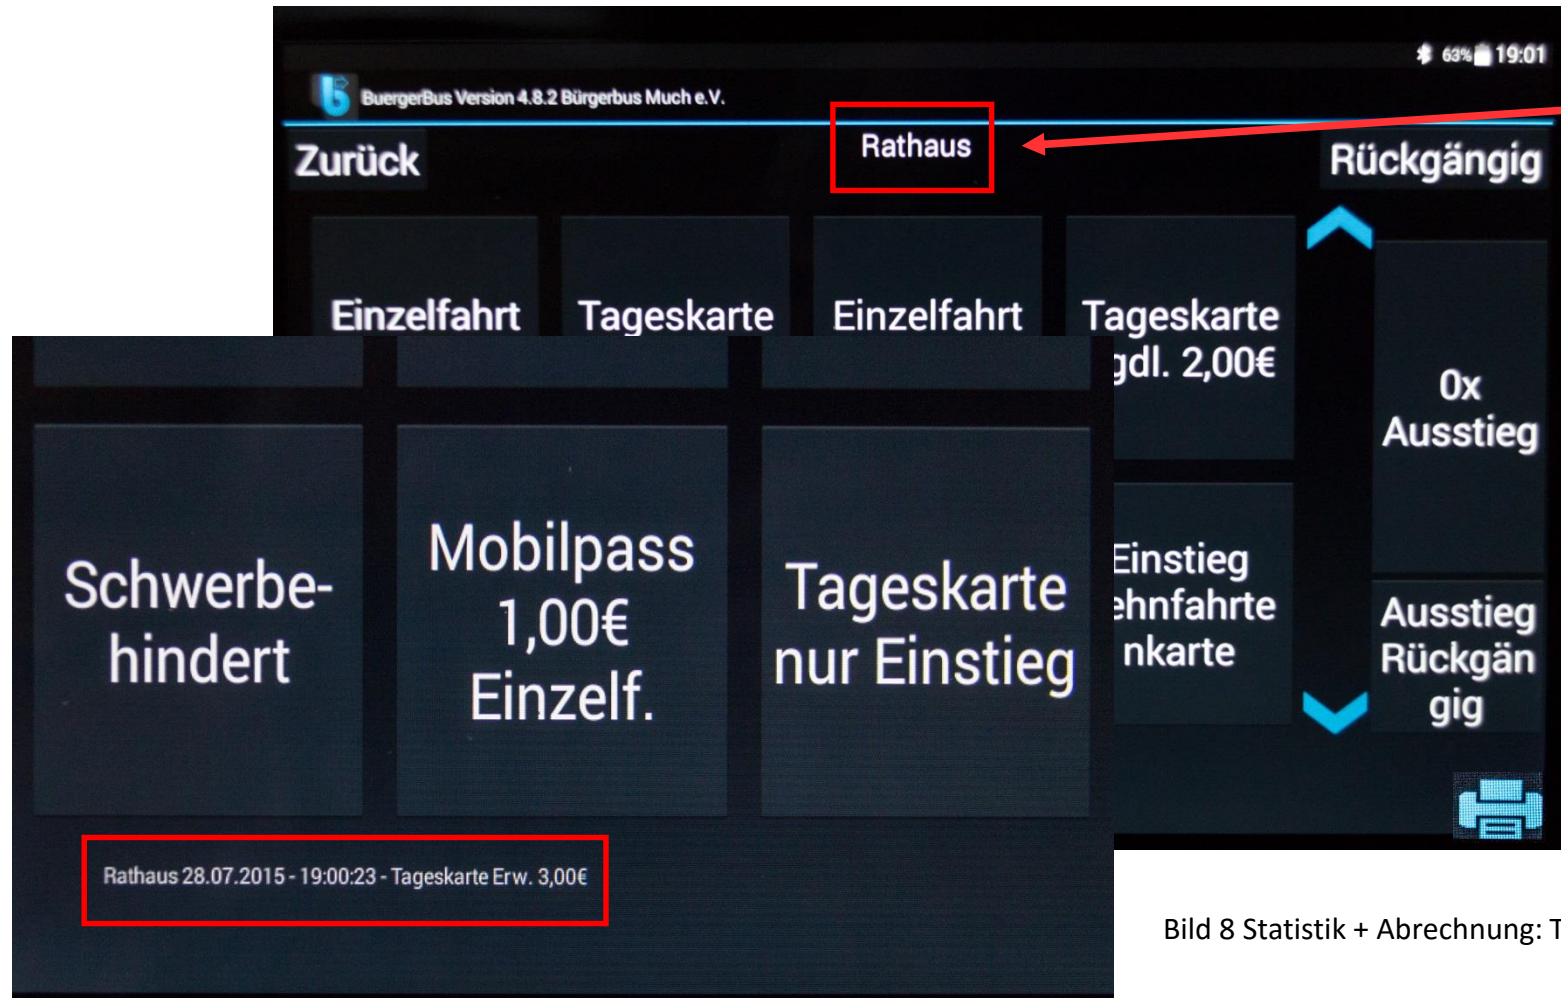 63% 19:01
BuergerBus Version 4.8.2 Bürgerbus Much e.V.
Zurück
Rathaus
Rückgängig
Einzelfahrt
Tageskarte
Einzelfahrt
Tageskarte
gdl. 2,00€
0x
Ausstieg
Einstieg
ehnfahrte
nkarte
Ausstieg
Rückgän
gig
Schwerbe-
hindert
Mobilpass
1,00€
Einzelf.
Tageskarte
nur Einstieg
Rathaus 28.07.2015 - 19:00:23 - Tageskarte Erw. 3,00€
Bild 8 Statistik + Abrechnung: T